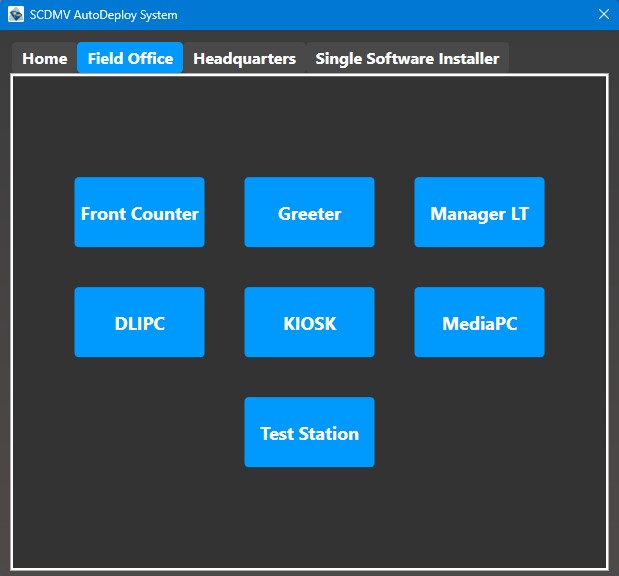 SCDMV AutoDeploy System
Home Field Office Headquarters Single Software Installer
Front Counter Greeter Manager LT
DLIPC KIOSK MediaPC
Test Station